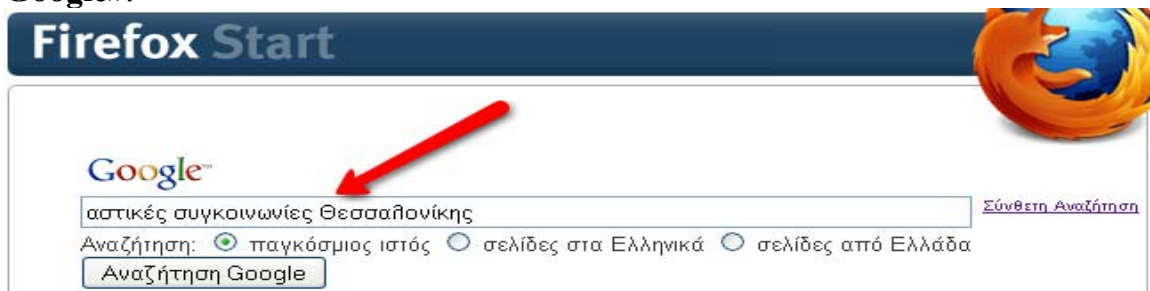 Google».
Firefox Start
Google™
αστικές συγκοινωνίες Θεσσαλονίκης
Σύνθετη Αναζήτηση
Αναζήτηση: παγκόσμιος ιστός σελίδες στα Ελληνικά σελίδες από Ελλάδα
Αναζήτηση Google